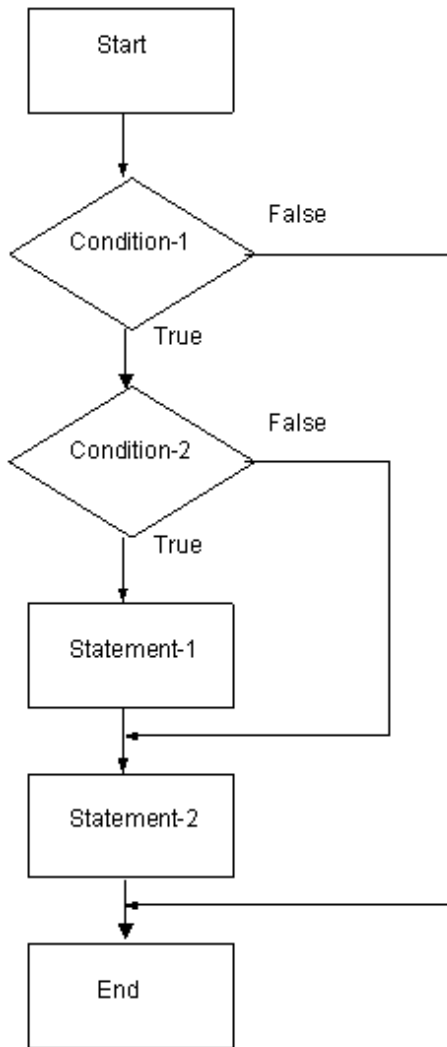 Start
False
Condition-1
True
False
Condition-2
True
Statement-1
Statement-2
End